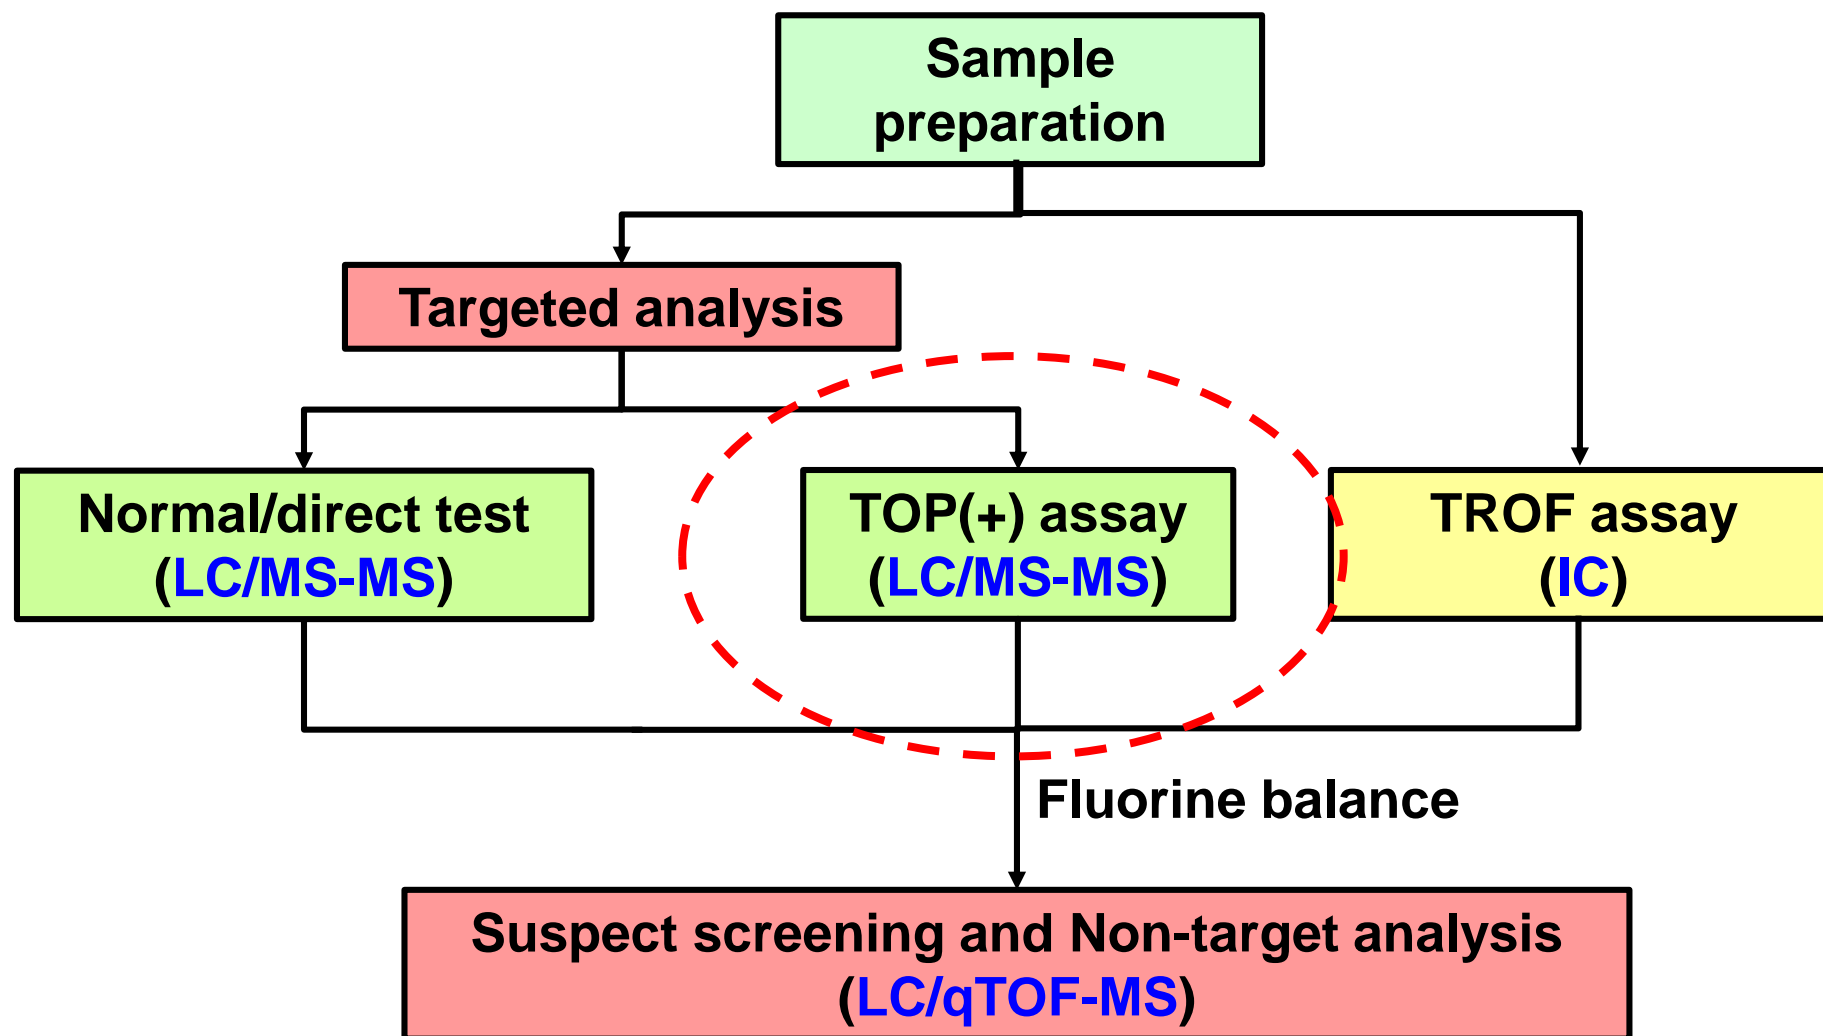 Sample
preparation
Targeted analysis
Normal/direct test
(LC/MS-MS)
TOP(+) assay
(LC/MS-MS)
TROF assay
(IC)
Fluorine balance
Suspect screening and Non-target analysis
(LC/qTOF-MS)